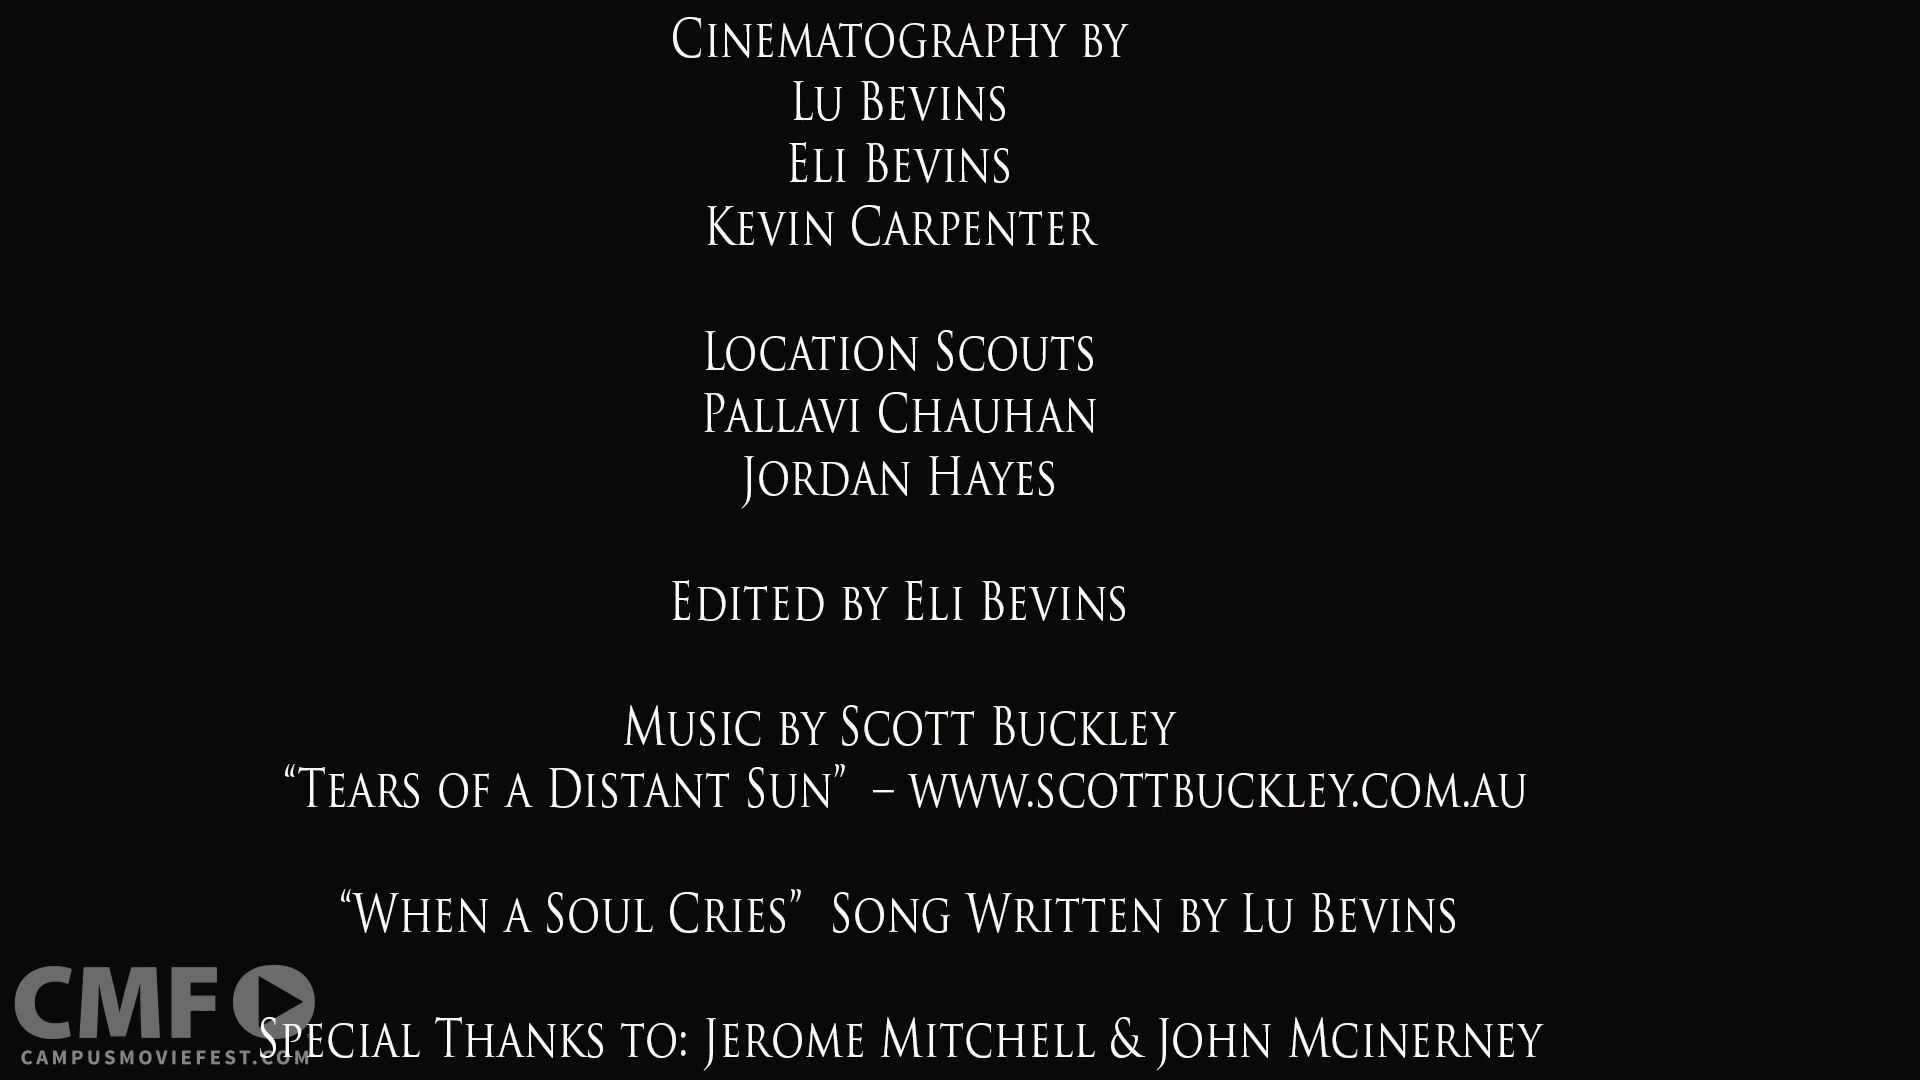 Cinematography by
Lu Bevins
Eli Bevins
Kevin Carpenter
Location Scouts
Pallavi Chauhan
Jordan Hayes
Edited by Eli Bevins
Music by Scott Buckley
“Tears of a Distant Sun” – www.scottbuckley.com.au
“When a Soul Cries” Song Written by Lu Bevins
Special Thanks to: Jerome Mitchell & John Mcinerney
CMF
CAMPUSMOVIEFEST.COM